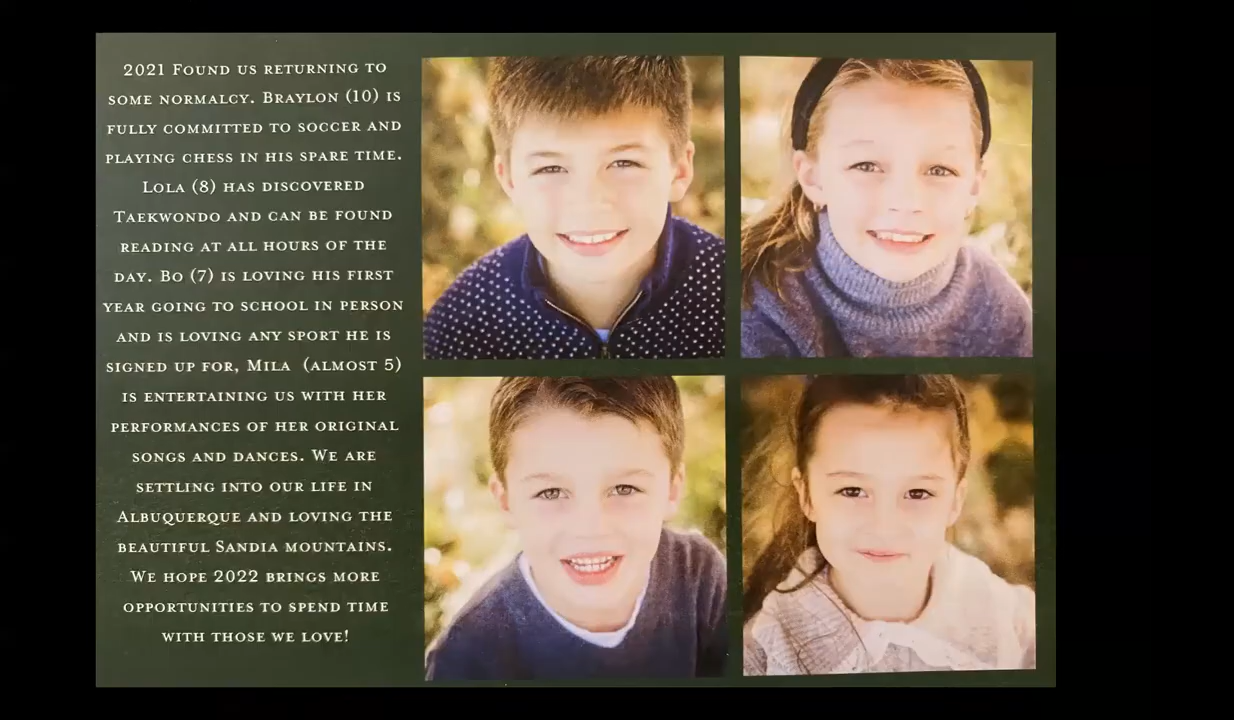 2021 Found us returning to
some normalcy. Braylon (10) is
fully committed to soccer and
playing chess in his spare time.
Lola (8) has discovered
Taekwondo and can be found
reading at all hours of the
day. Bo (7) is loving his first
year going to school in person
and is loving any sport he is
signed up for, Mila (almost 5)
is entertaining us with her
performances of her original
songs and dances. We are
settling into our life in
Albuquerque and loving the
beautiful Sandia mountains.
We hope 2022 brings more
opportunities to spend time
with those we love!